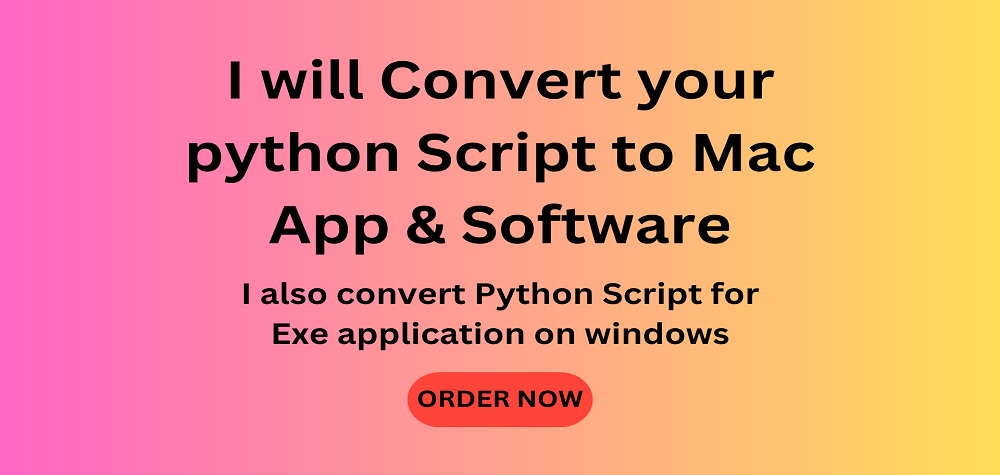 I will Convert your
python Script to Mac
App & Software
I also convert Python Script for
Exe application on windows
ORDER NOW